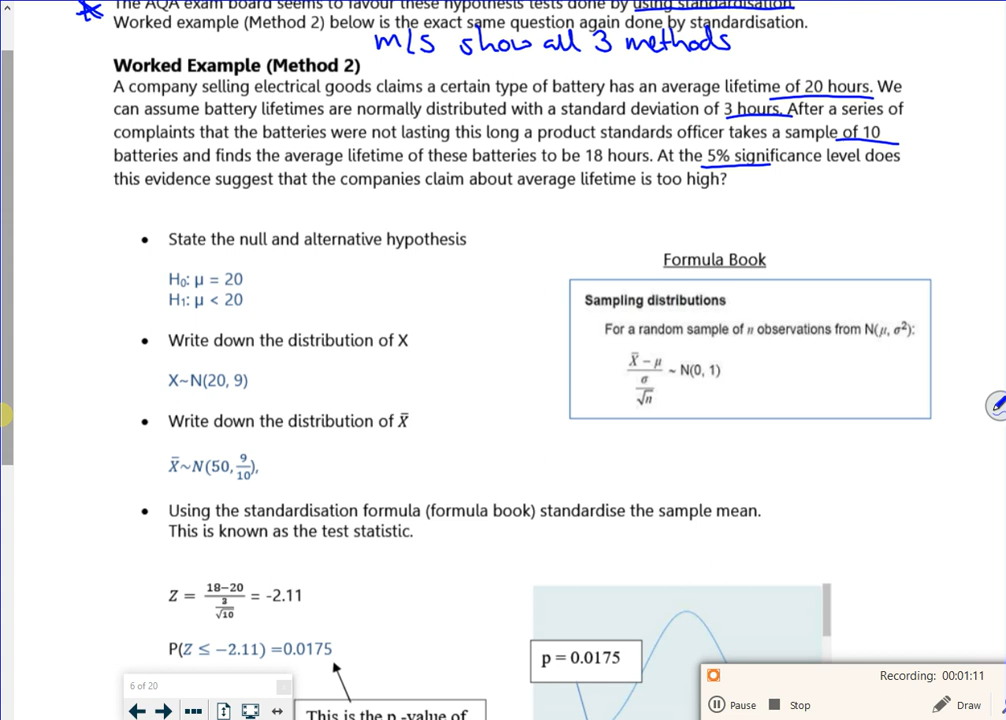 The AQA exam board seems to favour these hypothesis tests done by using standardisation.
Worked example (Method 2) below is the exact same question again done by standardisation.
m/s show all 3 methods
Worked Example (Method 2)
A company selling electrical goods claims a certain type of battery has an average lifetime of 20 hours. We
can assume battery lifetimes are normally distributed with a standard deviation of 3 hours. After a series of
complaints that the batteries were not lasting this long a product standards officer takes a sample of 10
batteries and finds the average lifetime of these batteries to be 18 hours. At the 5% significance level does
this evidence suggest that the companies claim about average lifetime is too high?
• State the null and alternative hypothesis
H₀: μ = 20
H₁: μ < 20
• Write down the distribution of X
X~N(20, 9)
• Write down the distribution of X̄
X̄~N(50, 9/10),
Formula Book
Sampling distributions
For a random sample of n observations from N(μ, σ²):
(X̄ − μ)/(σ/√n) ~ N(0, 1)
• Using the standardisation formula (formula book) standardise the sample mean.
This is known as the test statistic.
Z = (18−20)/(3/√10) = -2.11
P(Z ≤ −2.11) =0.0175
p = 0.0175
6 of 20
This is the p -value of
Recording: 00:01:11
Pause Stop Draw